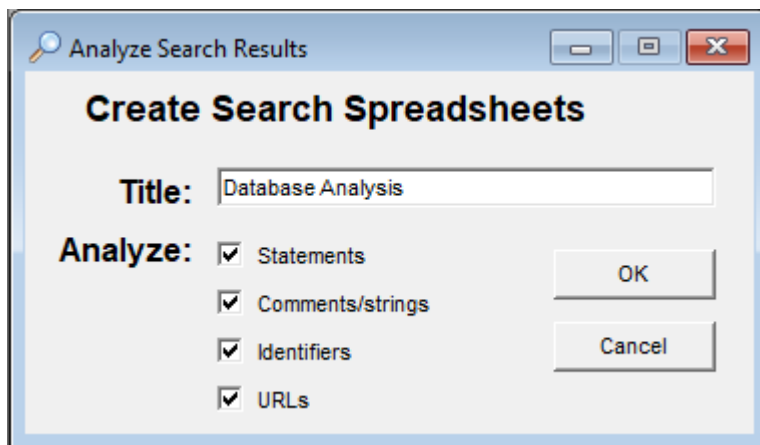 Analyze Search Results
Create Search Spreadsheets
Title: Database Analysis
Analyze: Statements
Comments/strings
OK
Identifiers
Cancel
URLs